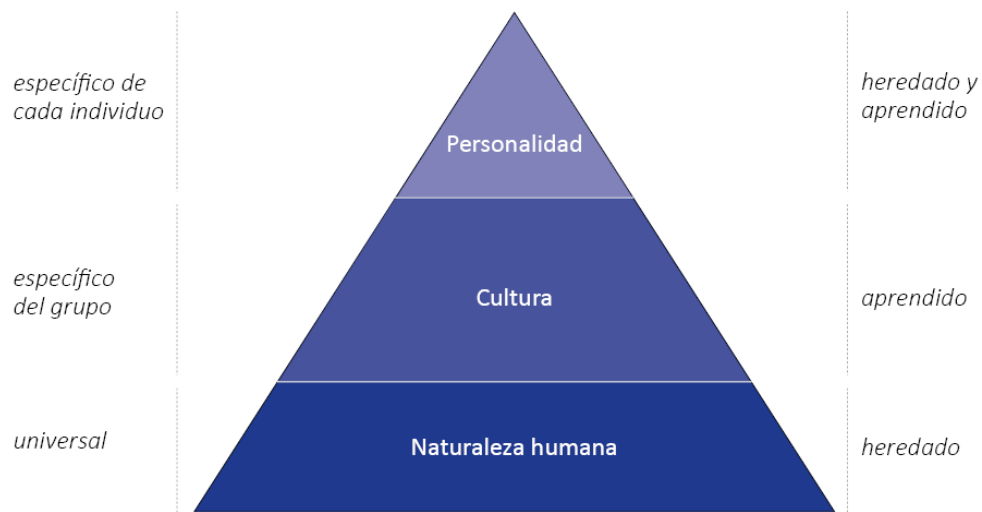 específico de
cada individuo
Personalidad
heredado y
aprendido
específico
del grupo
Cultura
aprendido
universal
Naturaleza humana
heredado